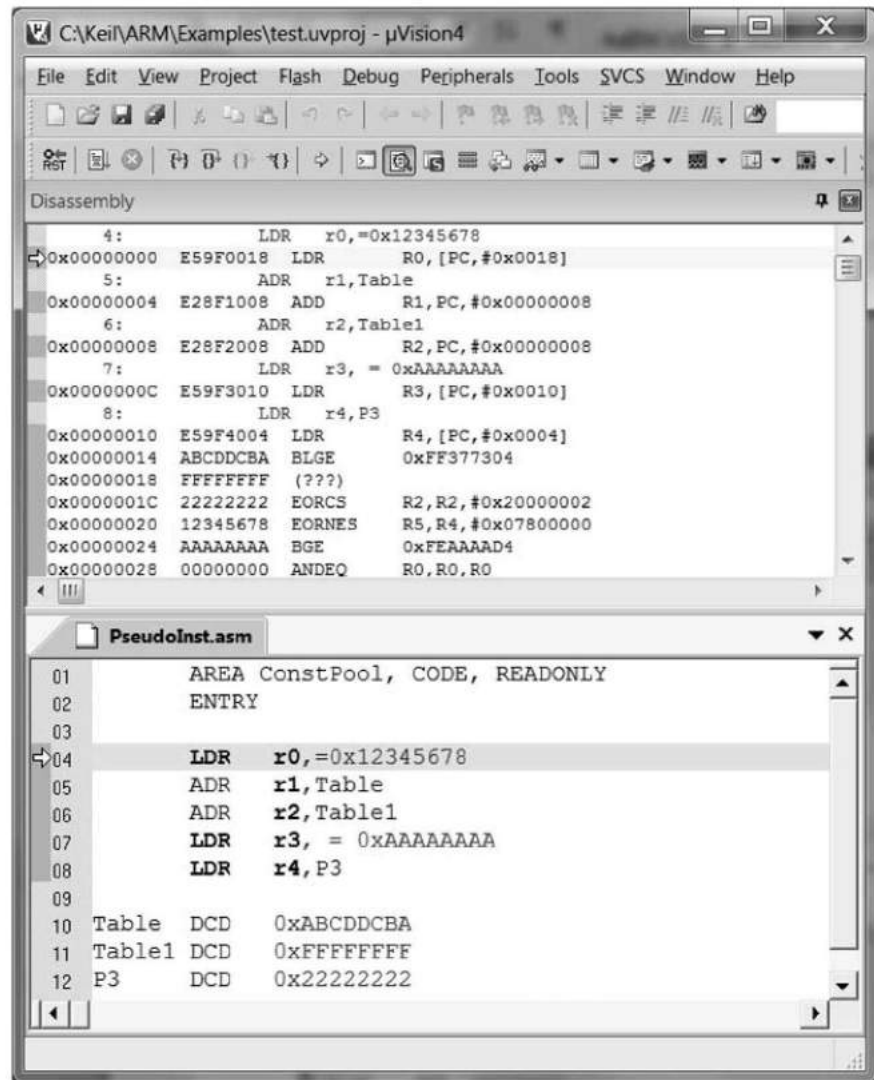 C:\Keil\ARM\Examples\test.uvproj - µVision4
File Edit View Project Flash Debug Peripherals Tools SVCS Window Help
RST
Disassembly
4: LDR r0,=0x12345678
0x00000000 E59F0018 LDR R0,[PC,#0x0018]
5: ADR r1,Table
0x00000004 E28F1008 ADD R1,PC,#0x00000008
6: ADR r2,Table1
0x00000008 E28F2008 ADD R2,PC,#0x00000008
7: LDR r3, = 0xAAAAAAAA
0x0000000C E59F3010 LDR R3,[PC,#0x0010]
8: LDR r4,P3
0x00000010 E59F4004 LDR R4,[PC,#0x0004]
0x00000014 ABCDDCBA BLGE 0xFF377304
0x00000018 FFFFFFFF (???)
0x0000001C 22222222 EORCS R2,R2,#0x20000002
0x00000020 12345678 EORNES R5,R4,#0x07800000
0x00000024 AAAAAAAA BGE 0xFEAAAAD4
0x00000028 00000000 ANDEQ R0,R0,R0
PseudoInst.asm
01 AREA ConstPool, CODE, READONLY
02 ENTRY
03
04 LDR r0,=0x12345678
05 ADR r1,Table
06 ADR r2,Table1
07 LDR r3, = 0xAAAAAAAA
08 LDR r4,P3
09
10 Table DCD 0xABCDDCBA
11 Table1 DCD 0xFFFFFFFF
12 P3 DCD 0x22222222